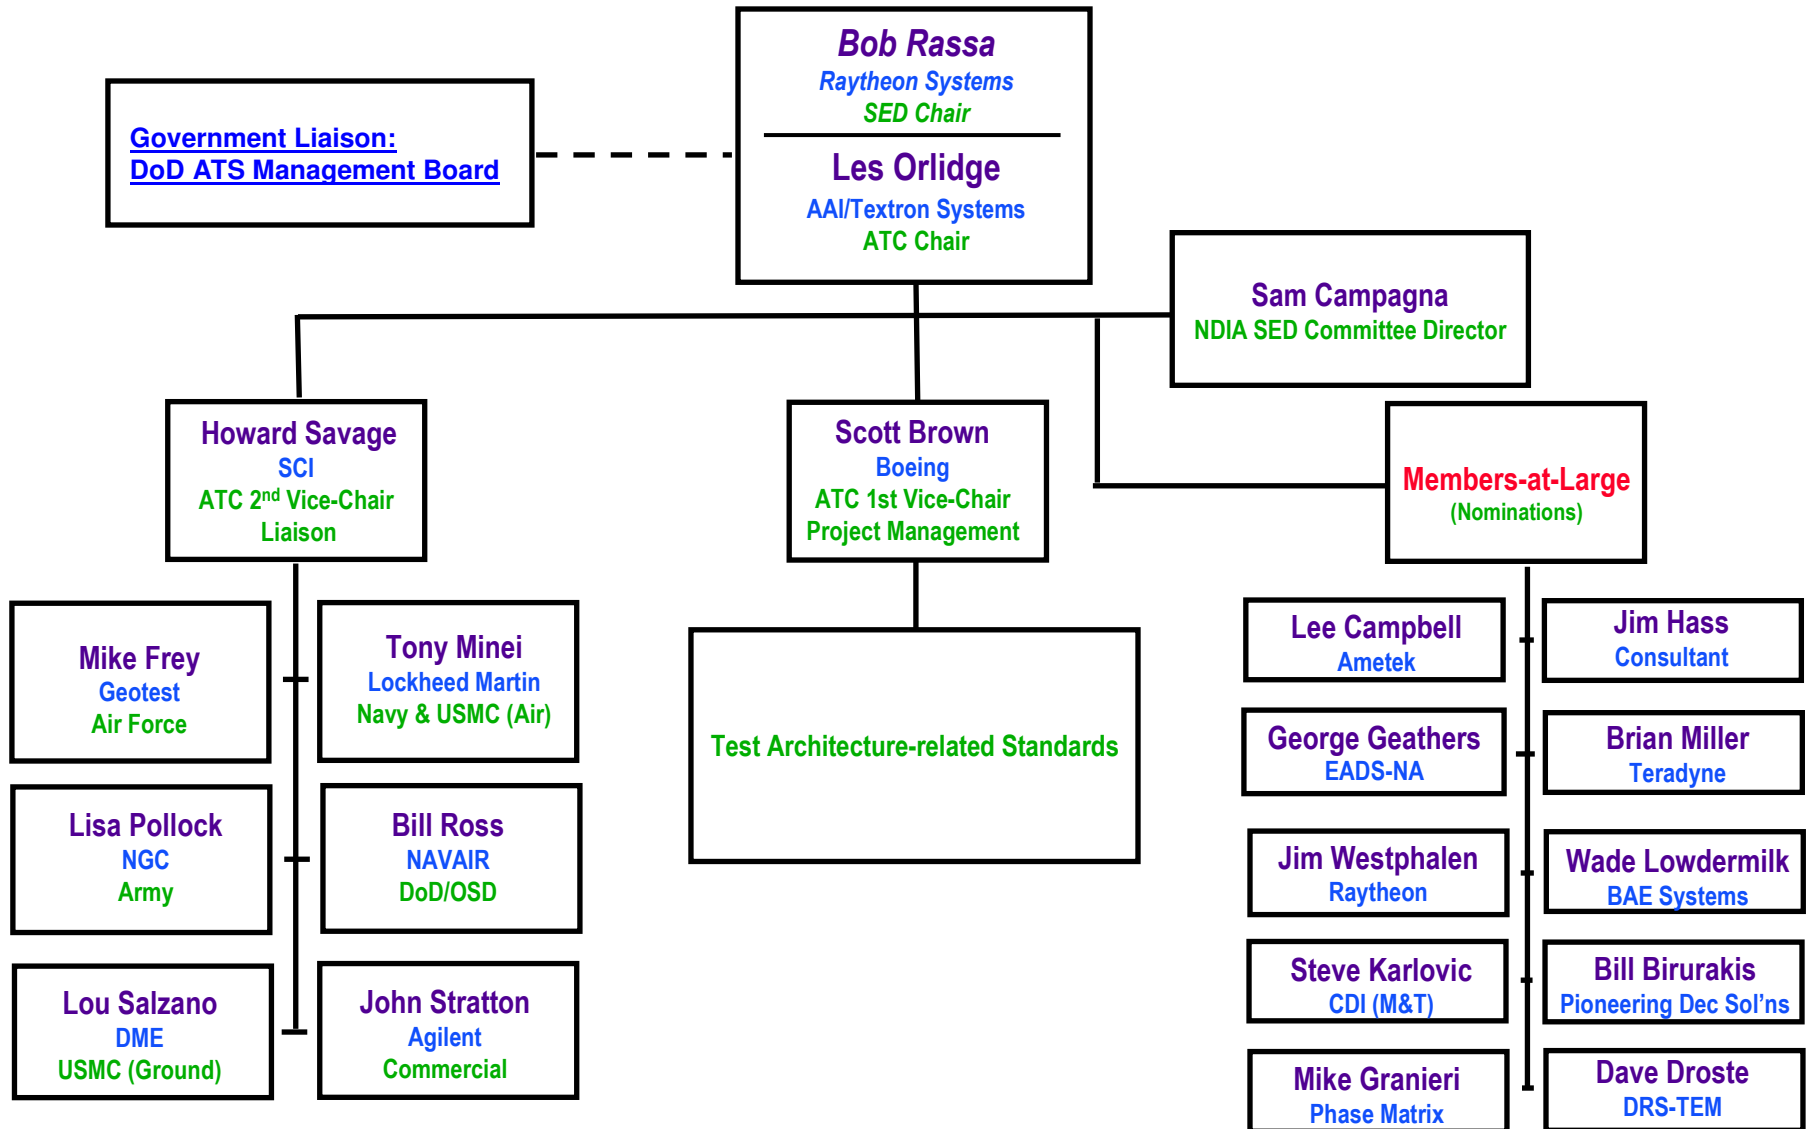 Bob Rassa
Raytheon Systems
SED Chair
Les Orlidge
AAI/Textron Systems
ATC Chair
Government Liaison:
DoD ATS Management Board
Sam Campagna
NDIA SED Committee Director
Howard Savage
SCI
ATC 2nd Vice-Chair
Liaison
Scott Brown
Boeing
ATC 1st Vice-Chair
Project Management
Members-at-Large
(Nominations)
Mike Frey
Geotest
Air Force
Tony Minei
Lockheed Martin
Navy & USMC (Air)
Lisa Pollock
NGC
Army
Bill Ross
NAVAIR
DoD/OSD
Lou Salzano
DME
USMC (Ground)
John Stratton
Agilent
Commercial
Test Architecture-related Standards
Lee Campbell
Ametek
Jim Hass
Consultant
George Geathers
EADS-NA
Brian Miller
Teradyne
Jim Westphalen
Raytheon
Wade Lowdermilk
BAE Systems
Steve Karlovic
CDI (M&T)
Bill Birurakis
Pioneering Dec Sol'ns
Mike Granieri
Phase Matrix
Dave Droste
DRS-TEM